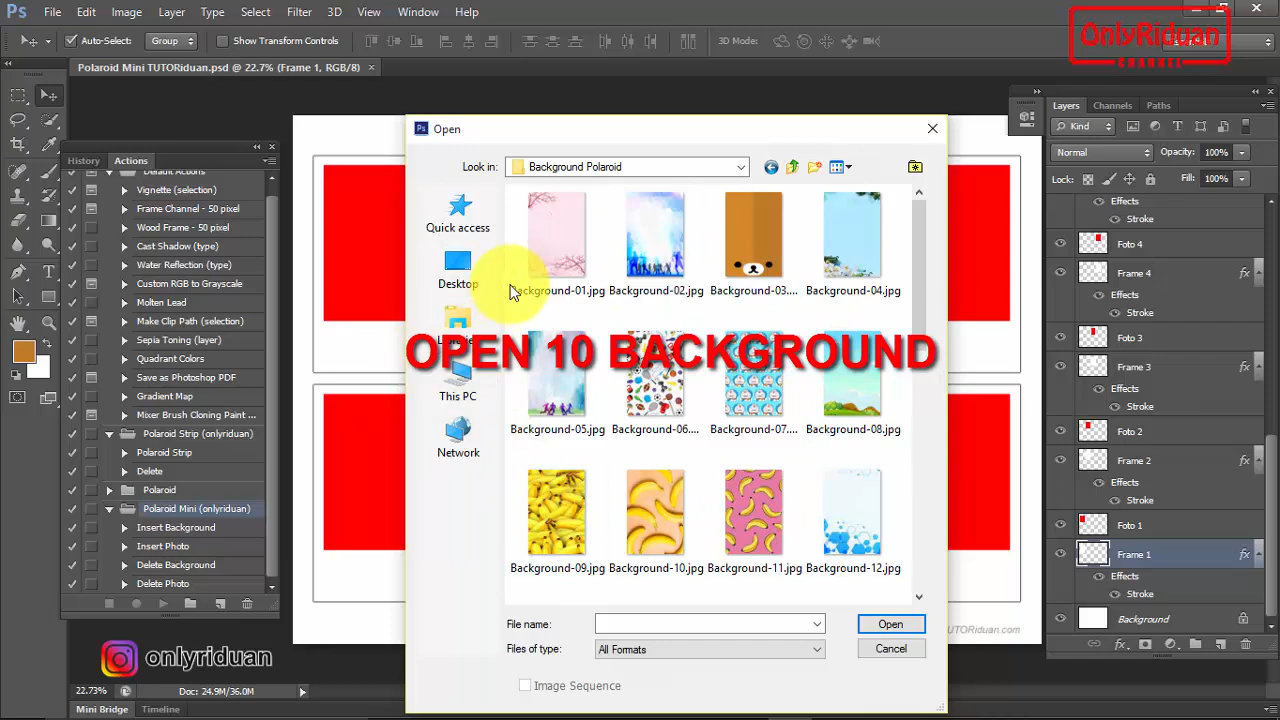 Ps File Edit Image Layer Type Select Filter 3D View Window Help
Auto-Select: Group Show Transform Controls 3D Mode:
OnlyRiduan
CHANNEL
Polaroid Mini TUTORiduan.psd @ 22.7% (Frame 1, RGB/8) ×
History Actions
Default Actions
Vignette (selection)
Frame Channel - 50 pixel
Wood Frame - 50 pixel
Cast Shadow (type)
Water Reflection (type)
Custom RGB to Grayscale
Molten Lead
Make Clip Path (selection)
Sepia Toning (layer)
Quadrant Colors
Save as Photoshop PDF
Gradient Map
Mixer Brush Cloning Paint ...
Polaroid Strip (onlyriduan)
Polaroid Strip
Delete
Polaroid
Polaroid Mini (onlyriduan)
Insert Background
Insert Photo
Delete Background
Delete Photo
Open
Look in: Background Polaroid
Quick access
Desktop
This PC
Network
Background-01.jpg Background-02.jpg Background-03.... Background-04.jpg
OPEN 10 BACKGROUND
Background-05.jpg Background-06.... Background-07.... Background-08.jpg
Background-09.jpg Background-10.jpg Background-11.jpg Background-12.jpg
File name: Open
Files of type: All Formats Cancel
Image Sequence
Layers Channels Paths
Kind
Normal Opacity: 100%
Lock: Fill: 100%
Effects
Stroke
Foto 4
Frame 4 fx
Effects
Stroke
Foto 3
Frame 3 fx
Effects
Stroke
Foto 2
Frame 2 fx
Effects
Stroke
Foto 1
Frame 1 fx
Effects
Stroke
Background
TUTORiduan.com
onlyriduan
22.73% Doc: 24.9M/36.0M
Mini Bridge Timeline